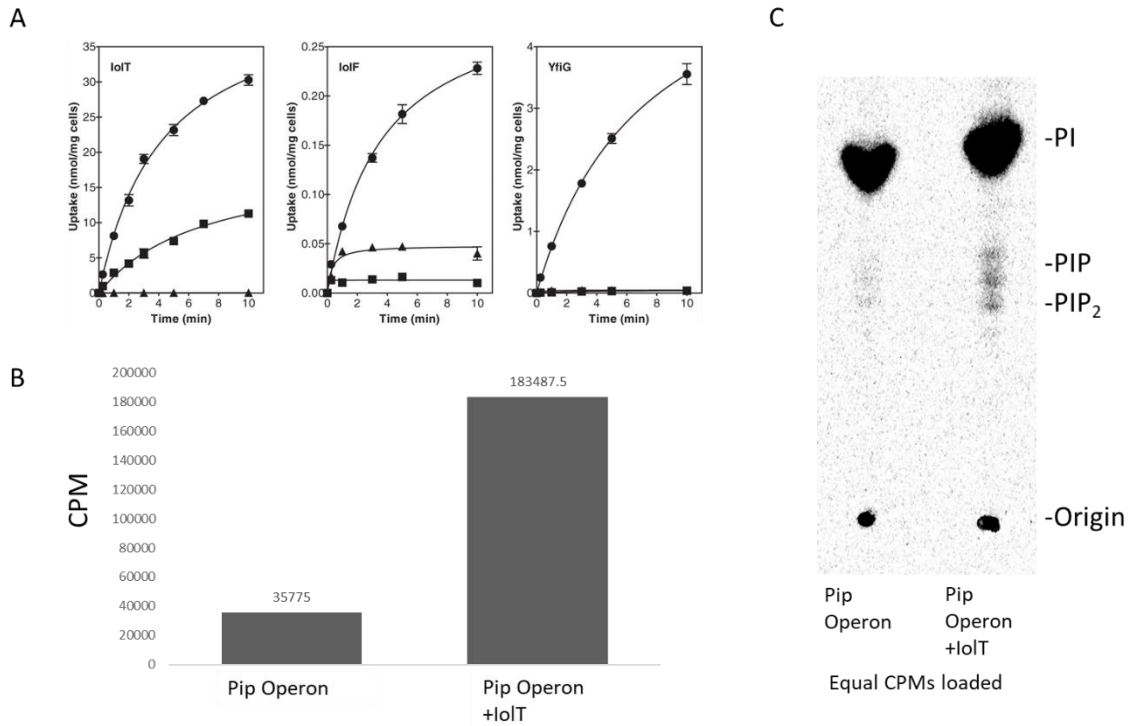 A
IolT
Uptake (nmol/mg cells)
35
30
25
20
15
10
5
0
0 2 4 6 8 10
Time (min)
IolF
Uptake (nmol/mg cells)
0.25
0.20
0.15
0.10
0.05
0.00
0 2 4 6 8 10
Time (min)
YfiG
Uptake (nmol/mg cells)
4
3
2
1
0
0 2 4 6 8 10
Time (min)
B
CPM
200000
180000
160000
140000
120000
100000
80000
60000
40000
20000
0
35775
183487.5
Pip Operon
Pip Operon
+IolT
C
-PI
-PIP
-PIP₂
-Origin
Pip
Operon
Pip
Operon
+IolT
Equal CPMs loaded